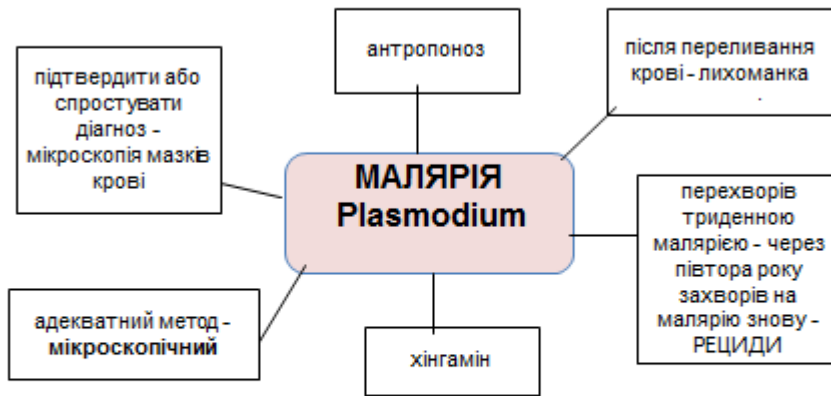 антропоноз
після переливання
крові - лихоманка
.
підтвердити або
спростувати
діагноз -
мікроскопія мазків
крові
МАЛЯРІЯ
Plasmodium
перехворів
триденною
малярією - через
півтора року
захворів на
малярію знову -
РЕЦИДИ
адекватний метод -
мікроскопічний
хінгамін